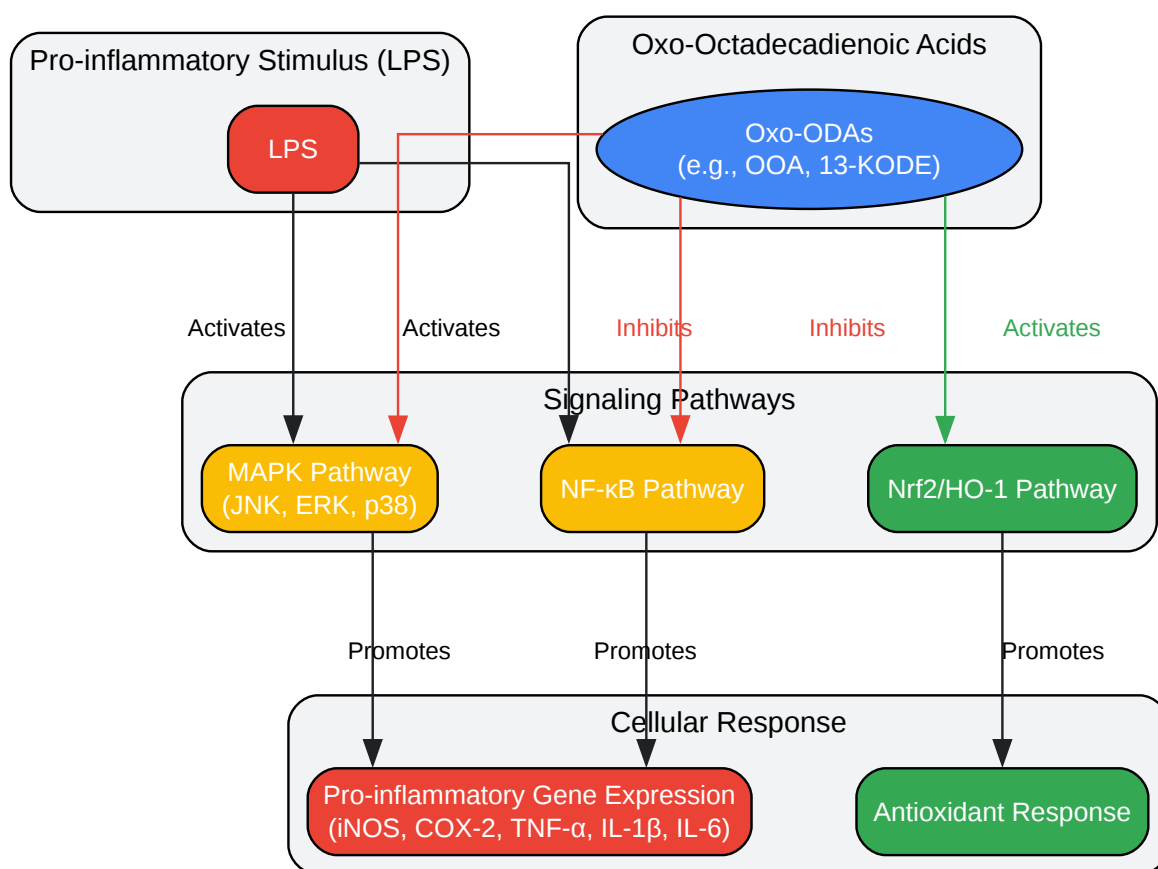 Pro-inflammatory Stimulus (LPS)
Oxo-Octadecadienoic Acids
LPS
Oxo-ODAs
(e.g., OOA, 13-KODE)
Activates
Activates
Inhibits
Inhibits
Activates
Signaling Pathways
MAPK Pathway
(JNK, ERK, p38)
NF-κB Pathway
Nrf2/HO-1 Pathway
Promotes
Promotes
Promotes
Cellular Response
Pro-inflammatory Gene Expression
(iNOS, COX-2, TNF-α, IL-1β, IL-6)
Antioxidant Response